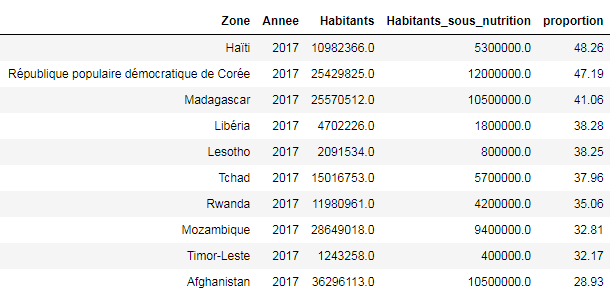 Zone Annee Habitants Habitants_sous_nutrition proportion
Haïti 2017 10982366.0 5300000.0 48.26
République populaire démocratique de Corée 2017 25429825.0 12000000.0 47.19
Madagascar 2017 25570512.0 10500000.0 41.06
Libéria 2017 4702226.0 1800000.0 38.28
Lesotho 2017 2091534.0 800000.0 38.25
Tchad 2017 15016753.0 5700000.0 37.96
Rwanda 2017 11980961.0 4200000.0 35.06
Mozambique 2017 28649018.0 9400000.0 32.81
Timor-Leste 2017 1243258.0 400000.0 32.17
Afghanistan 2017 36296113.0 10500000.0 28.93